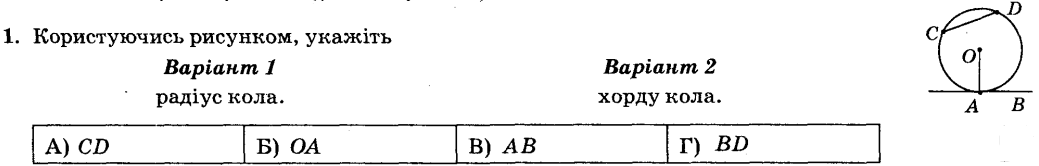 1. Користуючись рисунком, укажіть
Варіант 1 Варіант 2
радіус кола. хорду кола.
А) CD Б) OA В) AB Г) BD
C D
O
A B